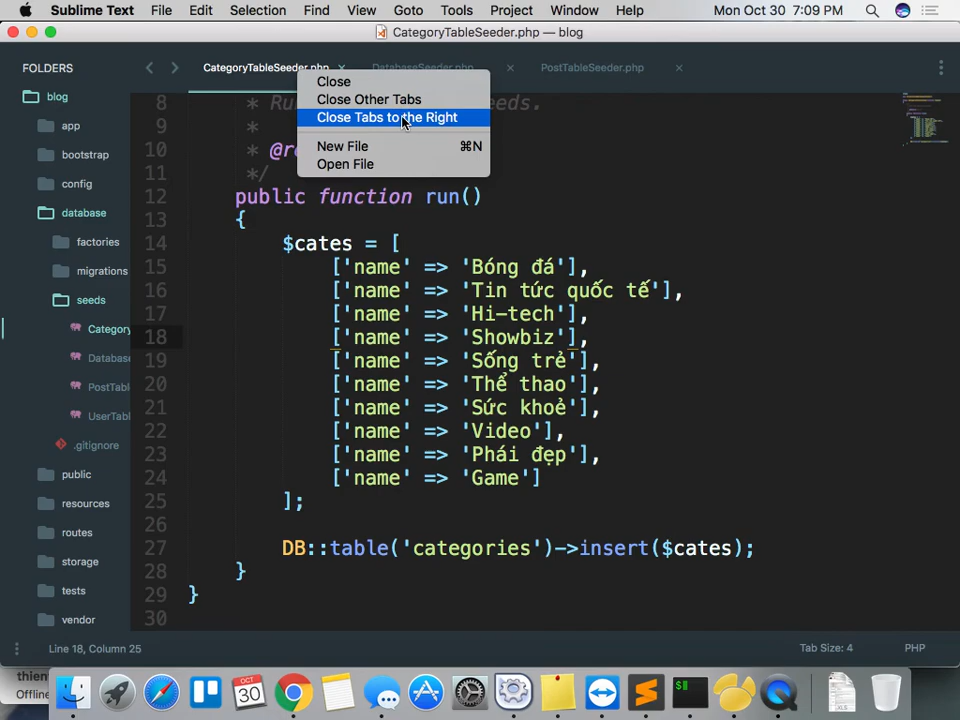 Sublime Text File Edit Selection Find View Goto Tools Project Window Help Mon Oct 30 7:09 PM
CategoryTableSeeder.php — blog
FOLDERS
CategoryTableSeeder.php DatabaseSeeder.php PostTableSeeder.php
Close
Close Other Tabs
Close Tabs to the Right
New File ⌘N
Open File
blog
app
bootstrap
config
database
factories
migrations
seeds
Category
Database
PostTabl
UserTabl
.gitignore
public
resources
routes
storage
tests
vendor
8 * Ru eds.
9 *
10 * @re
11 */
12 public function run()
13 {
14 $cates = [
15 ['name' => 'Bóng đá'],
16 ['name' => 'Tin tức quốc tế'],
17 ['name' => 'Hi-tech'],
18 ['name' => 'Showbiz'],
19 ['name' => 'Sống trẻ'],
20 ['name' => 'Thể thao'],
21 ['name' => 'Sức khoẻ'],
22 ['name' => 'Video'],
23 ['name' => 'Phái đẹp'],
24 ['name' => 'Game']
25 ];
26
27 DB::table('categories')->insert($cates);
28 }
29 }
30
Line 18, Column 25 Tab Size: 4 PHP
thien
Offline
OCT
30
$
XLS